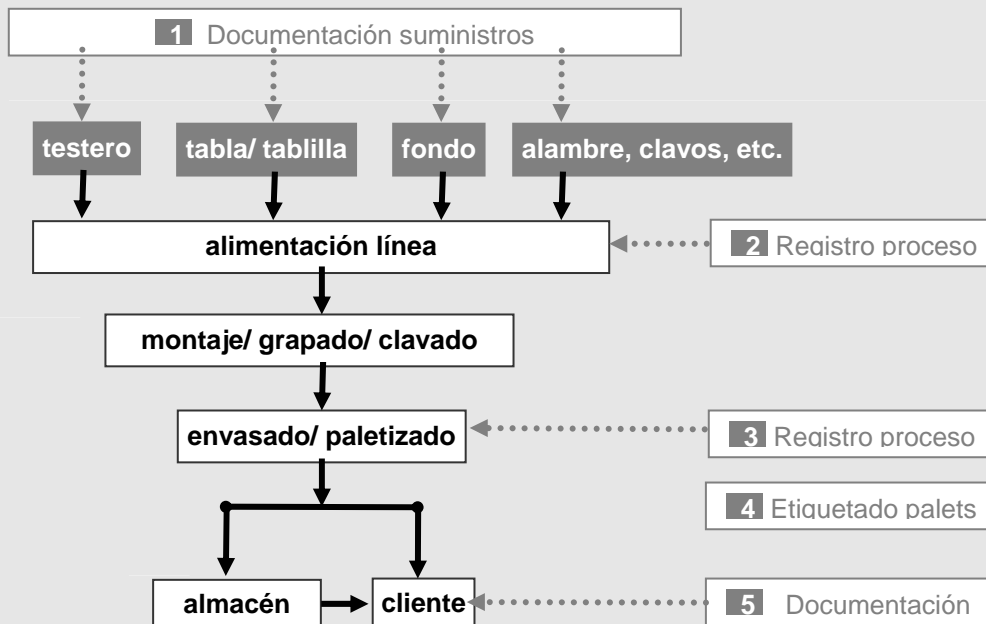 1 Documentación suministros
testero
tabla/ tablilla
fondo
alambre, clavos, etc.
alimentación línea
2 Registro proceso
montaje/ grapado/ clavado
envasado/ paletizado
3 Registro proceso
4 Etiquetado palets
almacén
cliente
5 Documentación